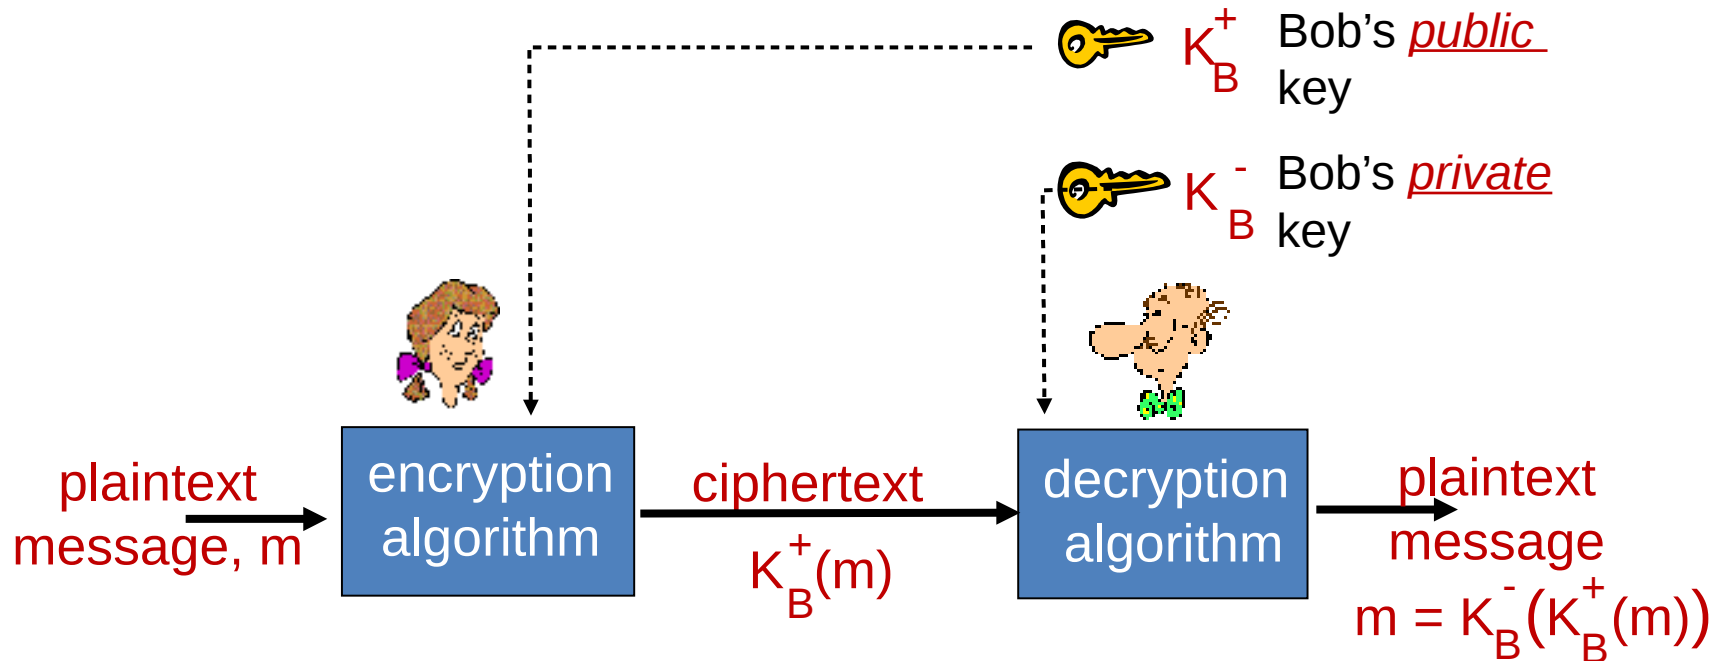 K_B^+ Bob's public
key
K_B^- Bob's private
key
plaintext
message, m
encryption
algorithm
ciphertext
K_B^+(m)
decryption
algorithm
plaintext
message
m = K_B^-(K_B^+(m))